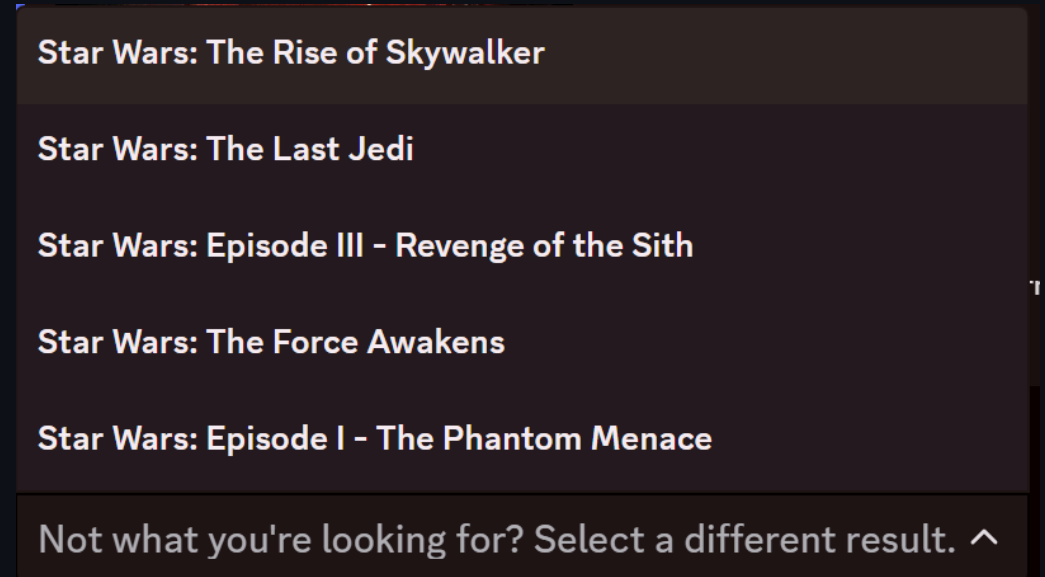 Star Wars: The Rise of Skywalker
Star Wars: The Last Jedi
Star Wars: Episode III - Revenge of the Sith
Star Wars: The Force Awakens
Star Wars: Episode I - The Phantom Menace
Not what you're looking for? Select a different result.